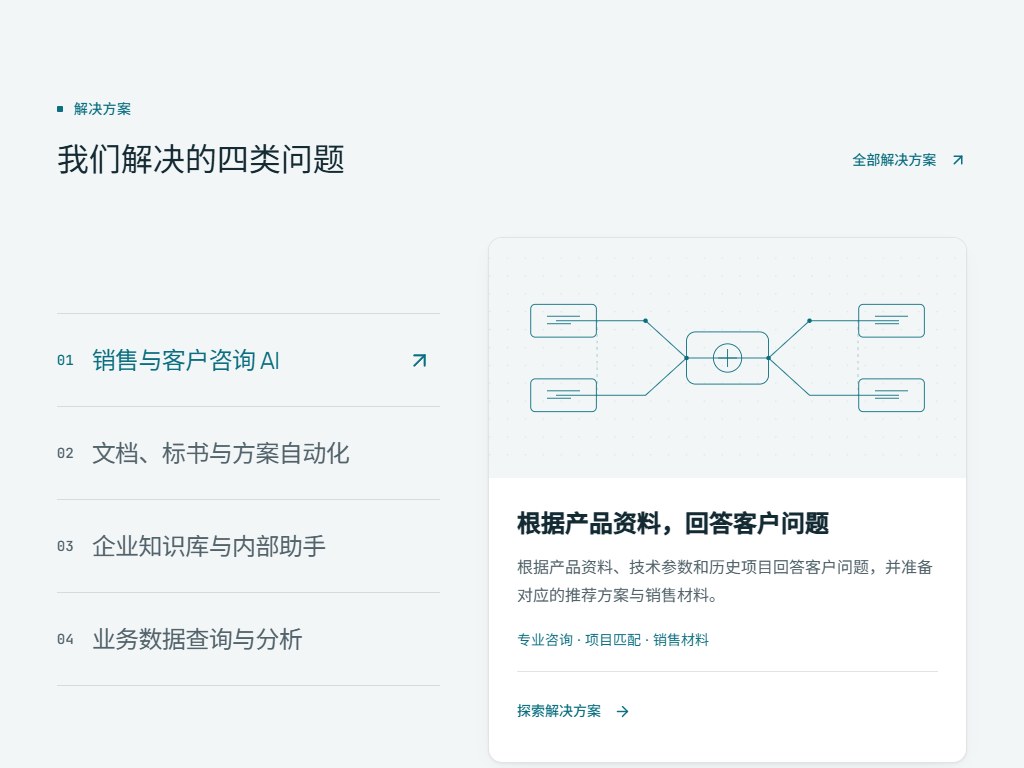 解决方案
我们解决的四类问题
全部解决方案
01 销售与客户咨询 AI
02 文档、标书与方案自动化
03 企业知识库与内部助手
04 业务数据查询与分析
根据产品资料，回答客户问题
根据产品资料、技术参数和历史项目回答客户问题，并准备
对应的推荐方案与销售材料。
专业咨询 · 项目匹配 · 销售材料
探索解决方案